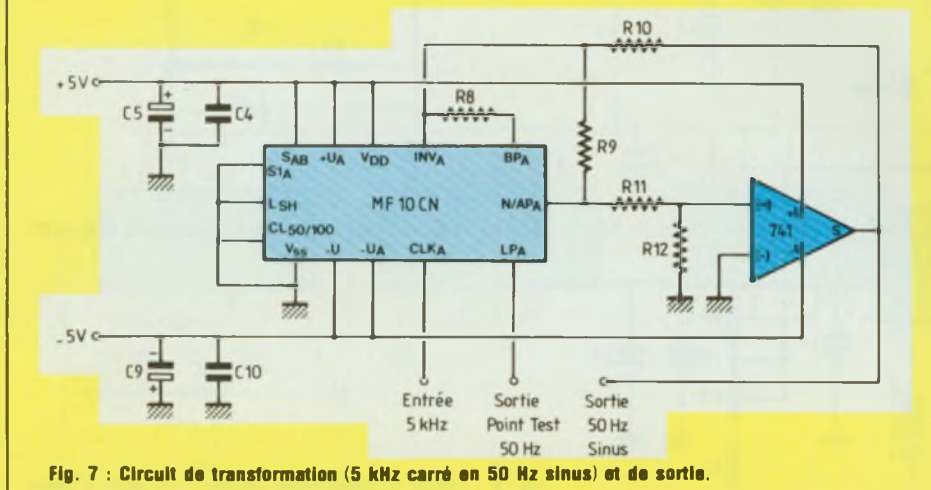 R10
+5V
C5
+
−
C4
R8
R9
SAB
+UA
VDD
INVA
BPA
S1A
LSH
MF 10 CN
N/APA
CL50/100
VSS
-U
-UA
CLKA
LPA
R11
R12
741
S
(-)
-5V
C9
−
+
C10
Entrée
5 kHz
Sortie
Point Test
50 Hz
Sortie
50 Hz
Sinus
Fig. 7 : Circuit de transformation (5 kHz carré en 50 Hz sinus) et de sortie.